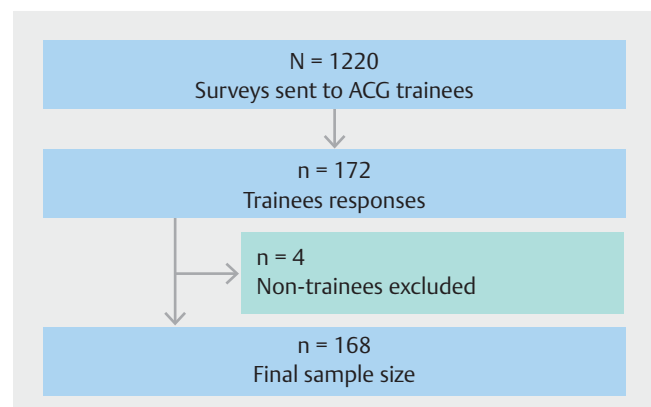 N = 1220
Surveys sent to ACG trainees
n = 172
Trainees responses
n = 4
Non-trainees excluded
n = 168
Final sample size